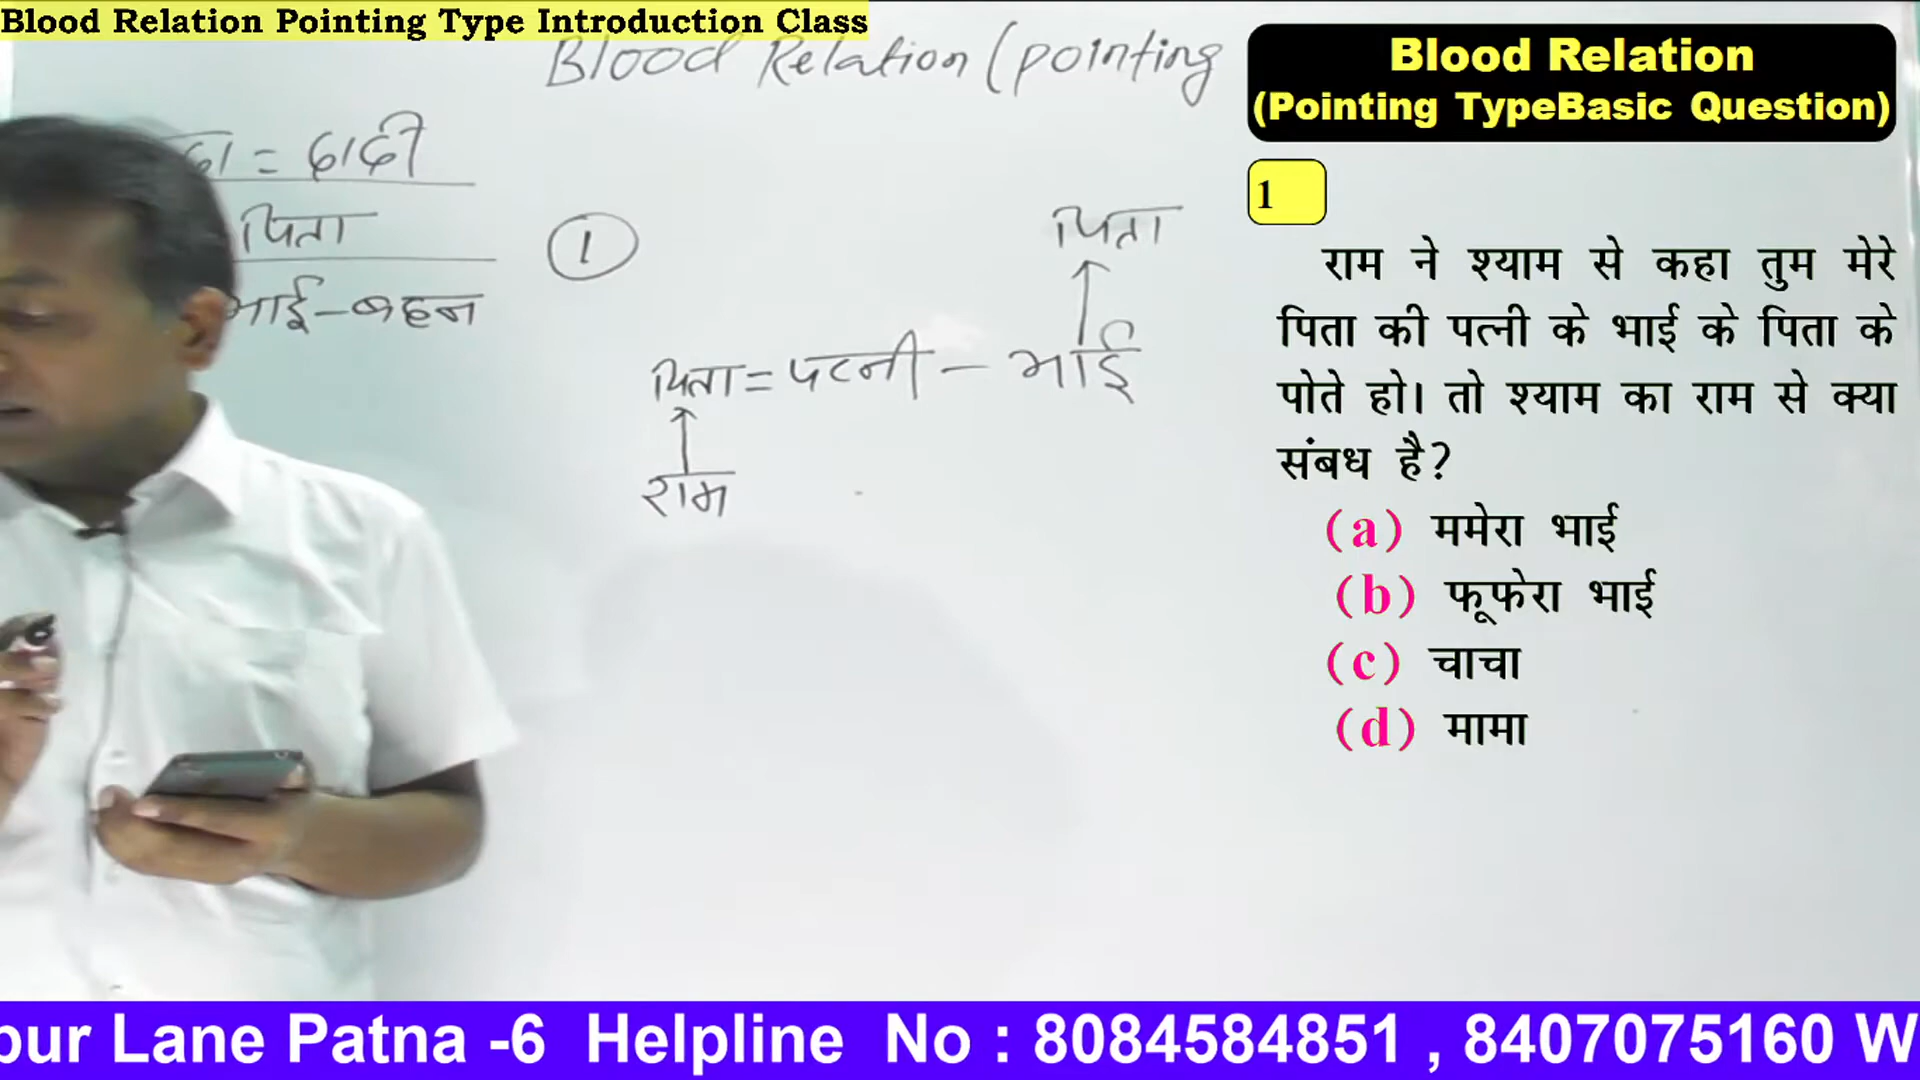 Blood Relation Pointing Type Introduction Class
Blood Relation (pointing
= दादी
पिता
भाई-बहन
1
पिता
पिता = पत्नी - भाई
राम
Blood Relation
(Pointing TypeBasic Question)
1
राम ने श्याम से कहा तुम मेरे
पिता की पत्नी के भाई के पिता के
पोते हो। तो श्याम का राम से क्या
संबध है?
(a) ममेरा भाई
(b) फूफेरा भाई
(c) चाचा
(d) मामा
pur Lane Patna -6 Helpline No : 8084584851 , 8407075160 W